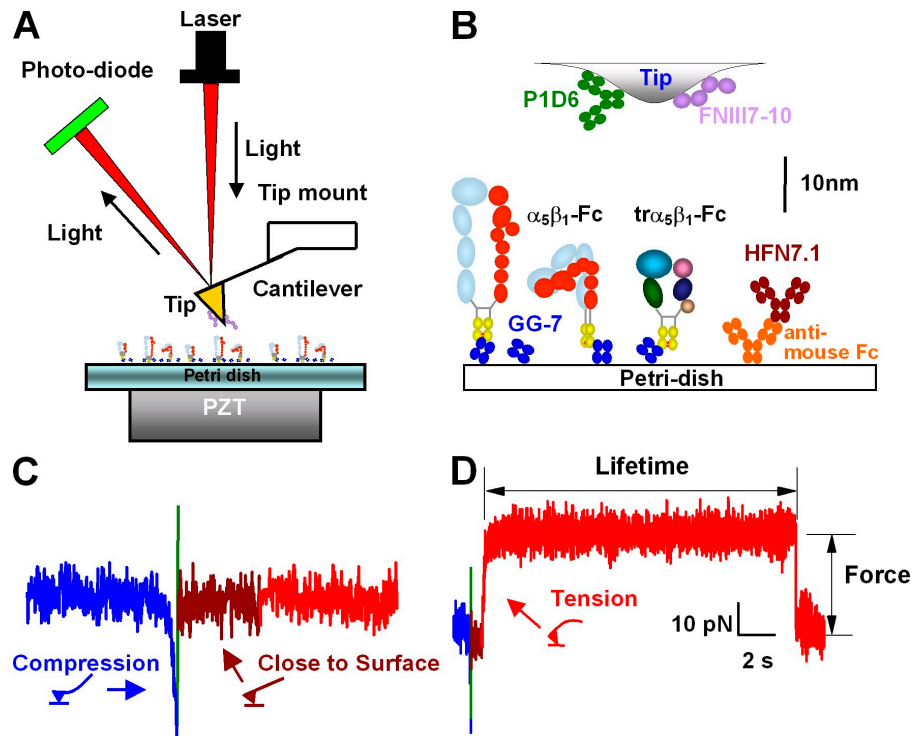 A
Laser
Photo-diode
Light
Tip mount
Light
Cantilever
Tip
Petri dish
PZT
B
Tip
P1D6
FNIII7-10
10nm
α₅β₁-Fc
trα₅β₁-Fc
HFN7.1
GG-7
anti-
mouse Fc
Petri-dish
C
Compression
Close to Surface
D
Lifetime
Force
Tension
10 pN
2 s